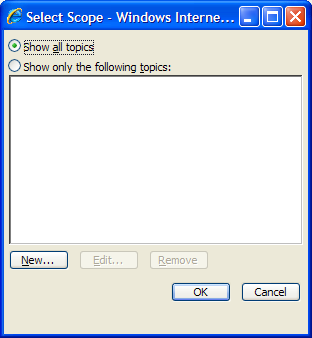 Select Scope - Windows Interne...
Show all topics
Show only the following topics:
New...
Edit...
Remove
OK
Cancel